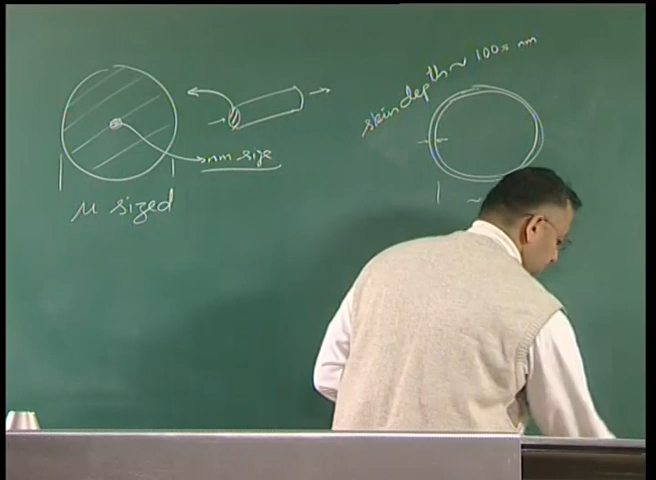 skin depth ~ 100s nm
nm size
μ sized
~